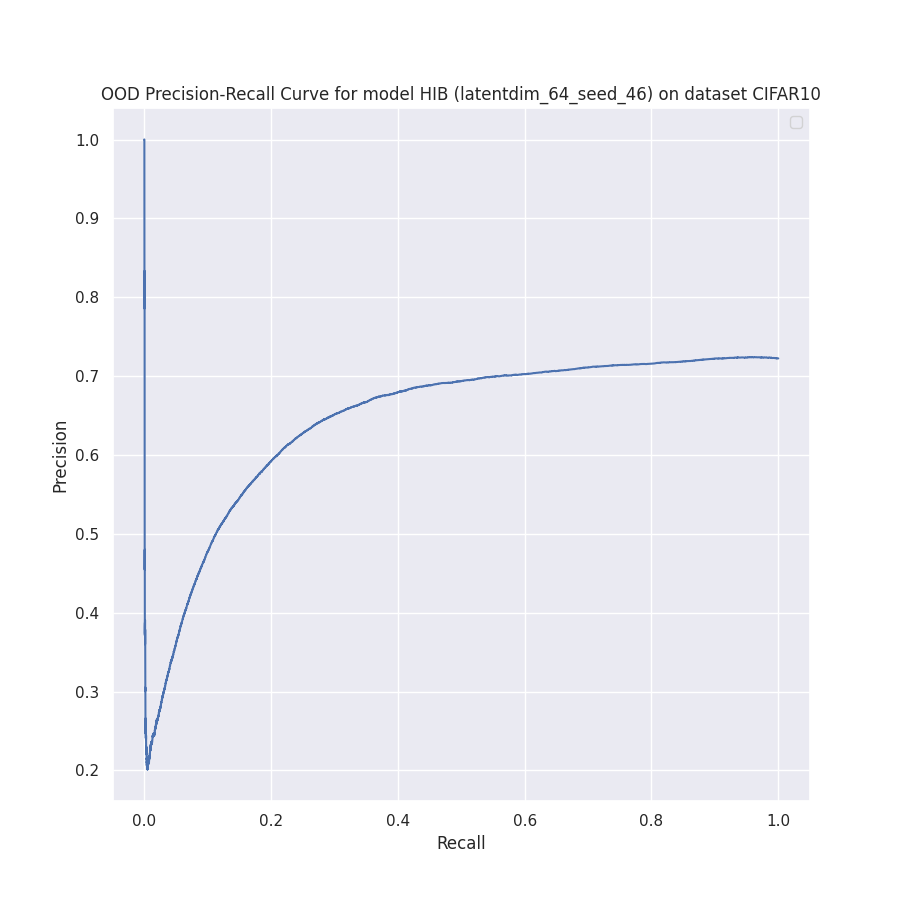 OOD Precision-Recall Curve for model HIB (latentdim_64_seed_46) on dataset CIFAR10
1.0
0.9
0.8
0.7
0.6
0.5
0.4
0.3
0.2
Precision
0.0 0.2 0.4 0.6 0.8 1.0
Recall